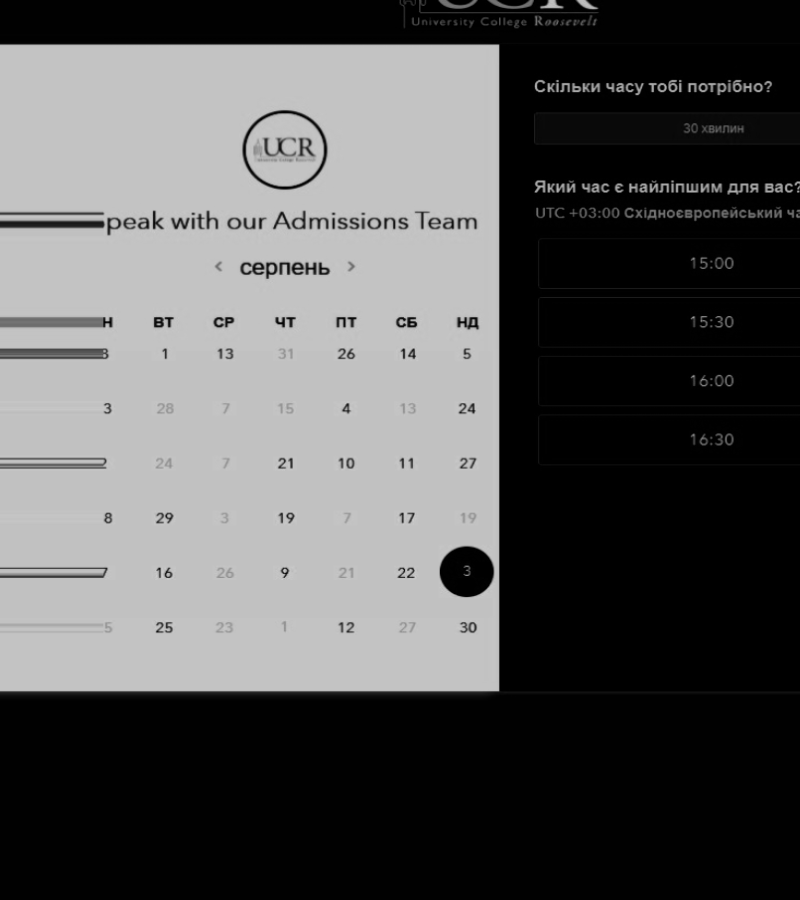 University College Roosevelt
UCR
peak with our Admissions Team
< серпень >
Н ВТ СР ЧТ ПТ СБ НД
3 1 13 31 26 14 5
3 28 7 15 4 13 24
2 24 7 21 10 11 27
8 29 3 19 7 17 19
7 16 26 9 21 22 3
5 25 23 1 12 27 30
Скільки часу тобі потрібно?
30 хвилин
Який час є найліпшим для вас?
UTC +03:00 Східноєвропейський ча
15:00
15:30
16:00
16:30